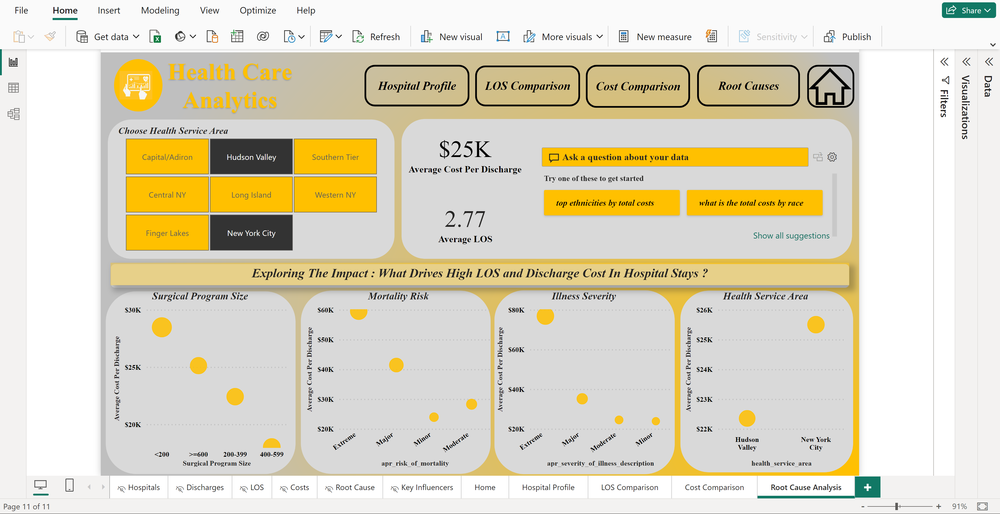 File Home Insert Modeling View Optimize Help Share
Get data Refresh New visual More visuals New measure Sensitivity Publish
Health Care
Analytics
Hospital Profile LOS Comparison Cost Comparison Root Causes
Filters
Visualizations
Data
Choose Health Service Area
Capital/Adiron Hudson Valley Southern Tier
Central NY Long Island Western NY
Finger Lakes New York City
$25K
Average Cost Per Discharge
2.77
Average LOS
Ask a question about your data
Try one of these to get started
top ethnicities by total costs what is the total costs by race
Show all suggestions
Exploring The Impact : What Drives High LOS and Discharge Cost In Hospital Stays ?
Surgical Program Size
Average Cost Per Discharge
$30K
$25K
$20K
<200 >=600 200-399 400-599
Surgical Program Size
Mortality Risk
Average Cost Per Discharge
$60K
$50K
$40K
$30K
$20K
Extreme Major Minor Moderate
apr_risk_of_mortality
Illness Severity
Average Cost Per Discharge
$80K
$60K
$40K
$20K
Extreme Major Moderate Minor
apr_severity_of_illness_description
Health Service Area
Average Cost Per Discharge
$26K
$25K
$24K
$23K
$22K
Hudson
Valley
New York
City
health_service_area
Hospitals Discharges LOS Costs Root Cause Key Influencers Home Hospital Profile LOS Comparison Cost Comparison Root Cause Analysis +
Page 11 of 11 - + 91%